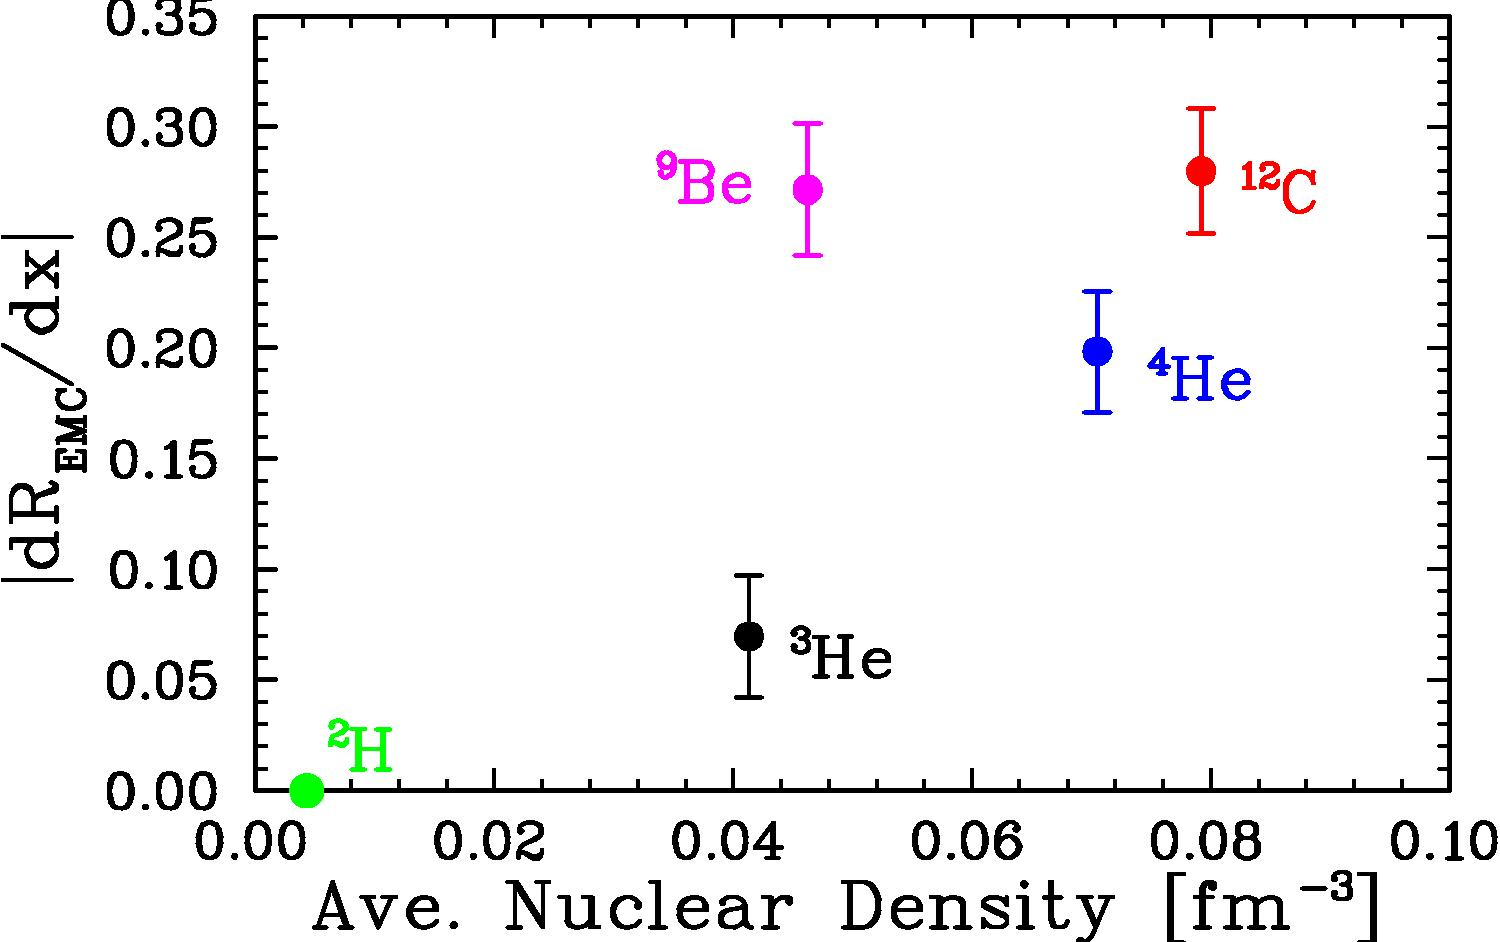 0.35
0.30
0.25
0.20
0.15
0.10
0.05
0.00
|dR_EMC/dx|
⁹Be
¹²C
⁴He
³He
²H
0.00 0.02 0.04 0.06 0.08 0.10
Ave. Nuclear Density [fm⁻³]